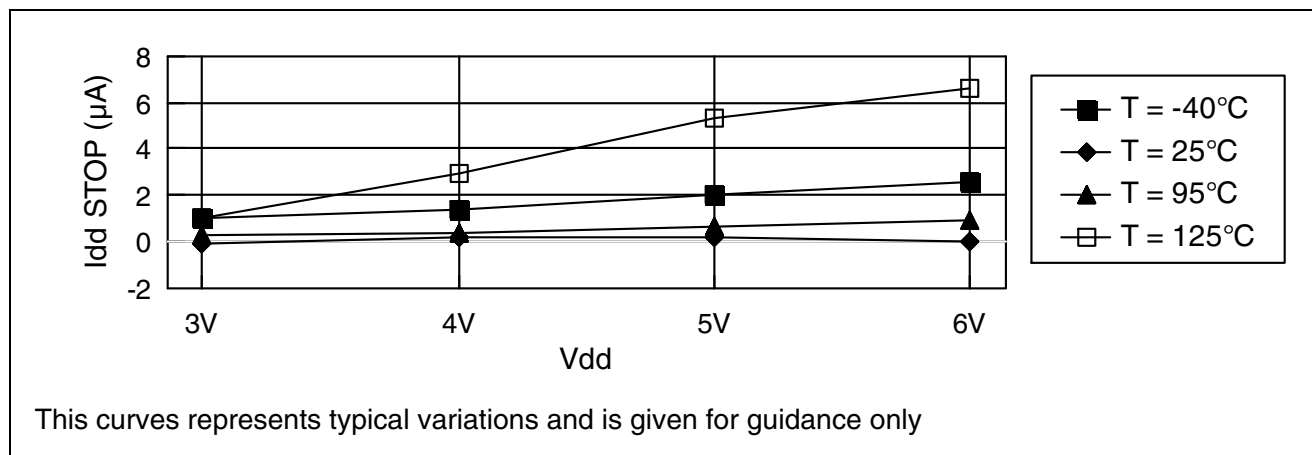 Idd STOP (µA)
8
6
4
2
0
-2
3V
4V
5V
6V
Vdd
T = -40°C
T = 25°C
T = 95°C
T = 125°C
This curves represents typical variations and is given for guidance only